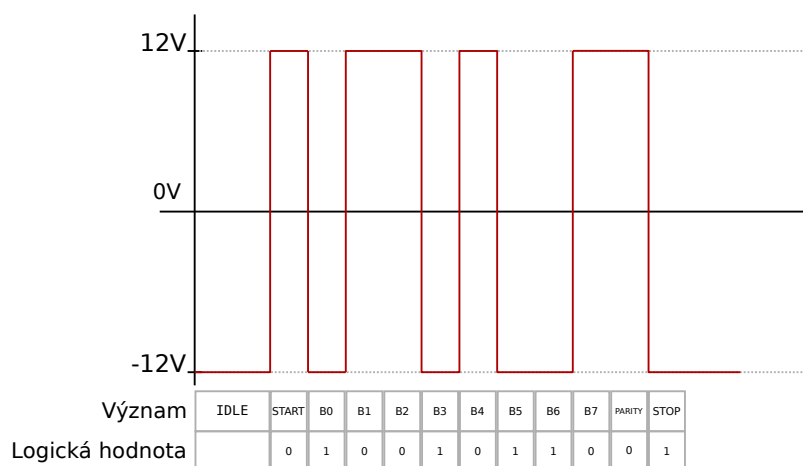 12V
0V
-12V
Význam IDLE START B0 B1 B2 B3 B4 B5 B6 B7 PARITY STOP
Logická hodnota 0 1 0 0 1 0 1 1 0 0 1